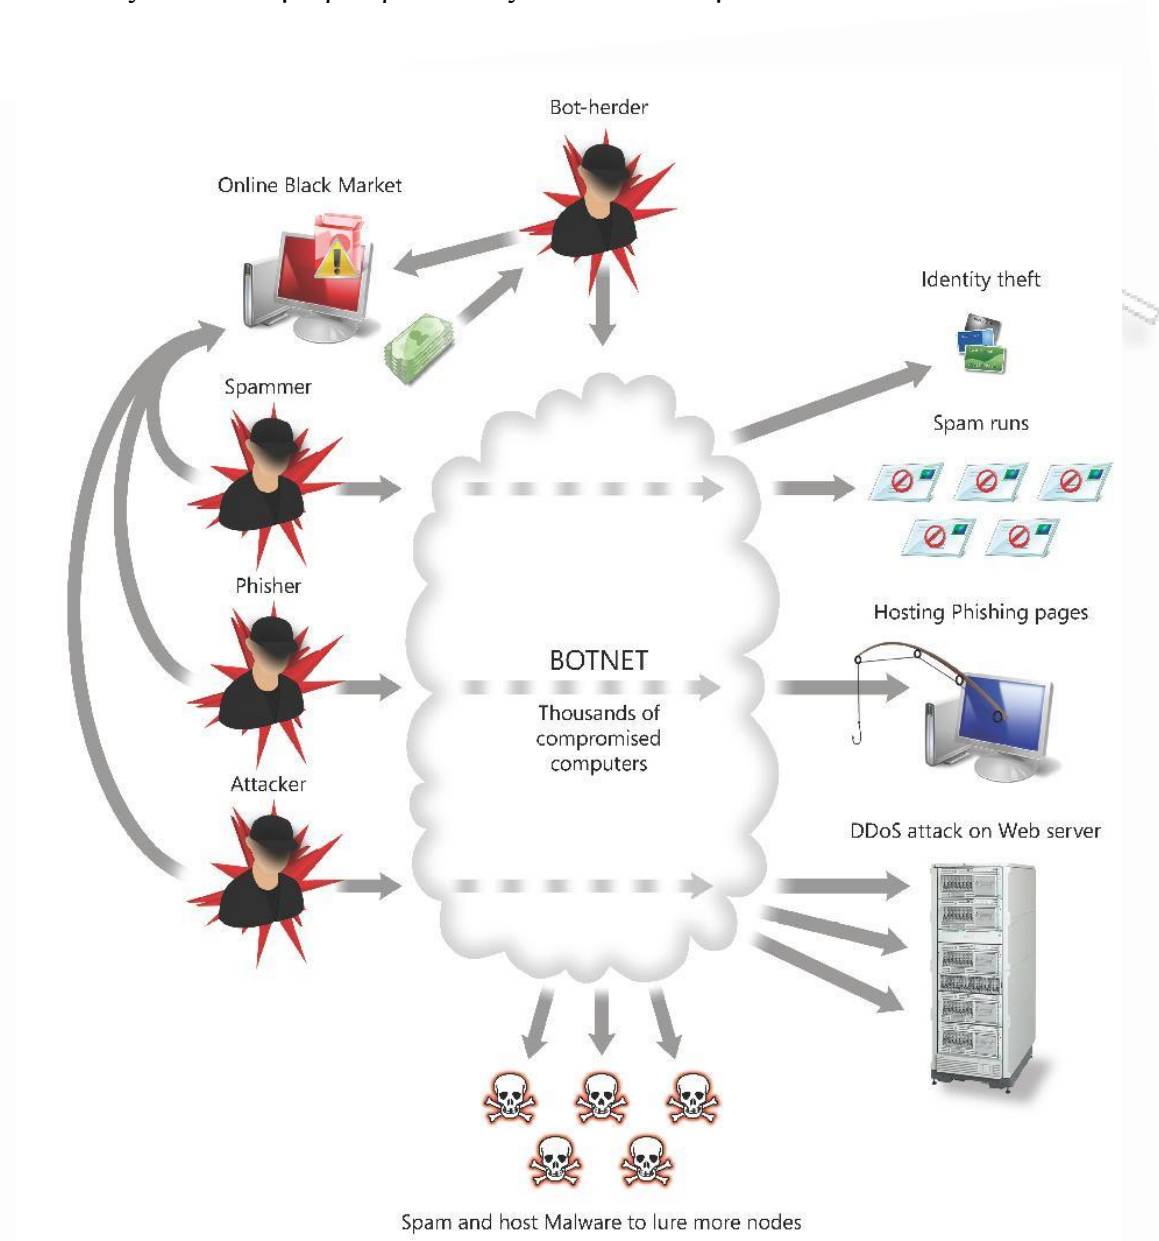 Bot-herder
Online Black Market
Identity theft
Spammer
Spam runs
Phisher
Hosting Phishing pages
BOTNET
Thousands of
compromised
computers
Attacker
DDoS attack on Web server
Spam and host Malware to lure more nodes